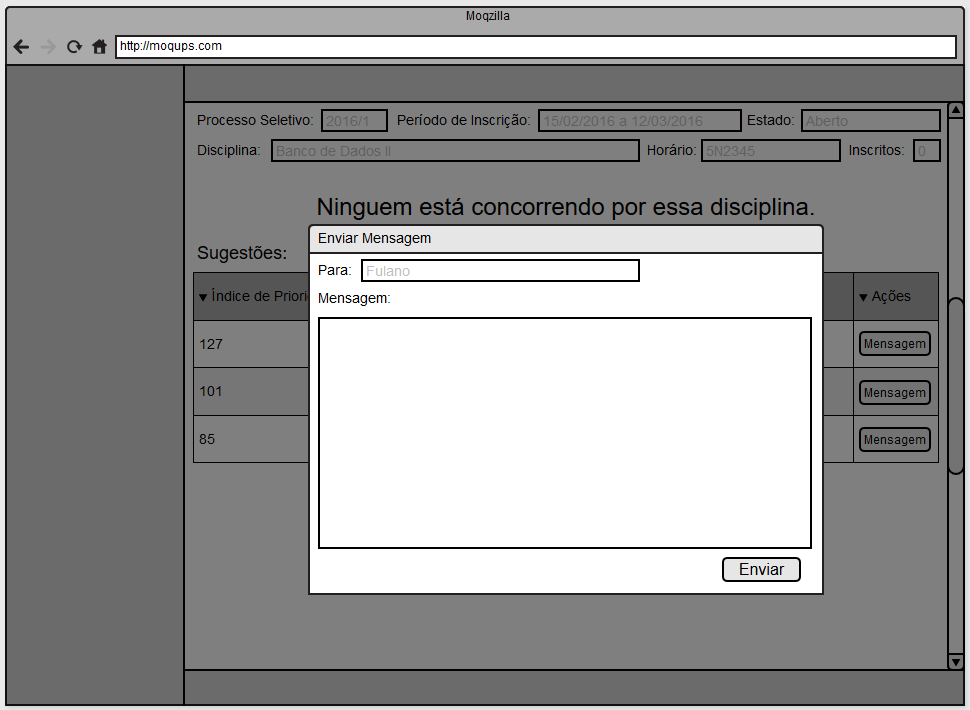 Moqzilla
http://moqups.com
Processo Seletivo: 2016/1 Período de Inscrição: 15/02/2016 a 12/03/2016 Estado: Aberto
Disciplina: Banco de Dados II Horário: 5N2345 Inscritos: 0
Ninguem está concorrendo por essa disciplina.
Sugestões:
Enviar Mensagem
Para: Fulano
Mensagem:
Enviar
▼ Índice de Priori ▼ Ações
127 Mensagem
101 Mensagem
85 Mensagem